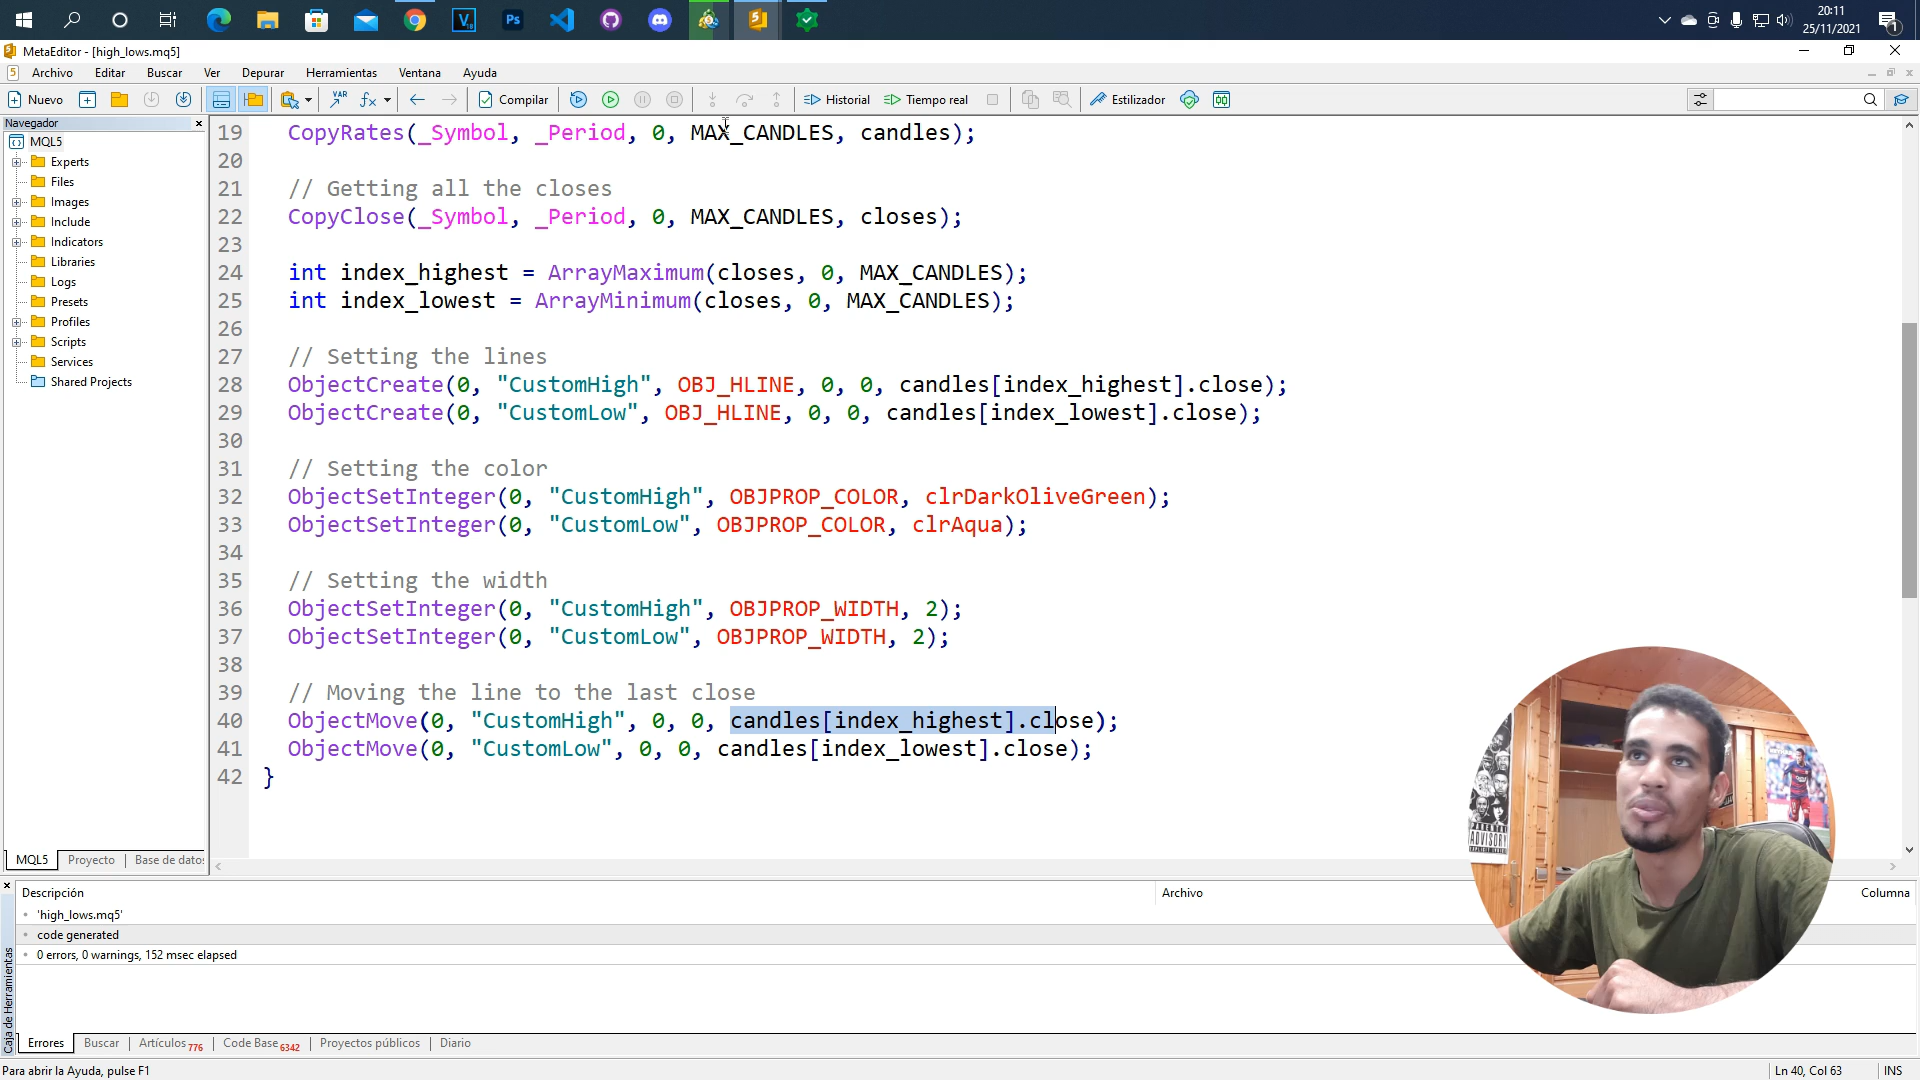 20:11
25/11/2021
1
V
Ps
MetaEditor - [high_lows.mq5]
Archivo Editar Buscar Ver Depurar Herramientas Ventana Ayuda
Nuevo VAR fx Compilar Historial Tiempo real Estilizador
Navegador
MQL5
Experts
Files
Images
Include
Indicators
Libraries
Logs
Presets
Profiles
Scripts
Services
Shared Projects
MQL5 Proyecto Base de datos
19 CopyRates(_Symbol, _Period, 0, MAX_CANDLES, candles);
20
21 // Getting all the closes
22 CopyClose(_Symbol, _Period, 0, MAX_CANDLES, closes);
23
24 int index_highest = ArrayMaximum(closes, 0, MAX_CANDLES);
25 int index_lowest = ArrayMinimum(closes, 0, MAX_CANDLES);
26
27 // Setting the lines
28 ObjectCreate(0, "CustomHigh", OBJ_HLINE, 0, 0, candles[index_highest].close);
29 ObjectCreate(0, "CustomLow", OBJ_HLINE, 0, 0, candles[index_lowest].close);
30
31 // Setting the color
32 ObjectSetInteger(0, "CustomHigh", OBJPROP_COLOR, clrDarkOliveGreen);
33 ObjectSetInteger(0, "CustomLow", OBJPROP_COLOR, clrAqua);
34
35 // Setting the width
36 ObjectSetInteger(0, "CustomHigh", OBJPROP_WIDTH, 2);
37 ObjectSetInteger(0, "CustomLow", OBJPROP_WIDTH, 2);
38
39 // Moving the line to the last close
40 ObjectMove(0, "CustomHigh", 0, 0, candles[index_highest].close);
41 ObjectMove(0, "CustomLow", 0, 0, candles[index_lowest].close);
42 }
PARENTAL
ADVISORY
Descripción Archivo Columna
'high_lows.mq5'
code generated
0 errors, 0 warnings, 152 msec elapsed
Caja de Herramientas
Errores Buscar Artículos 776 Code Base 6342 Proyectos públicos Diario
Para abrir la Ayuda, pulse F1 Ln 40, Col 63 INS